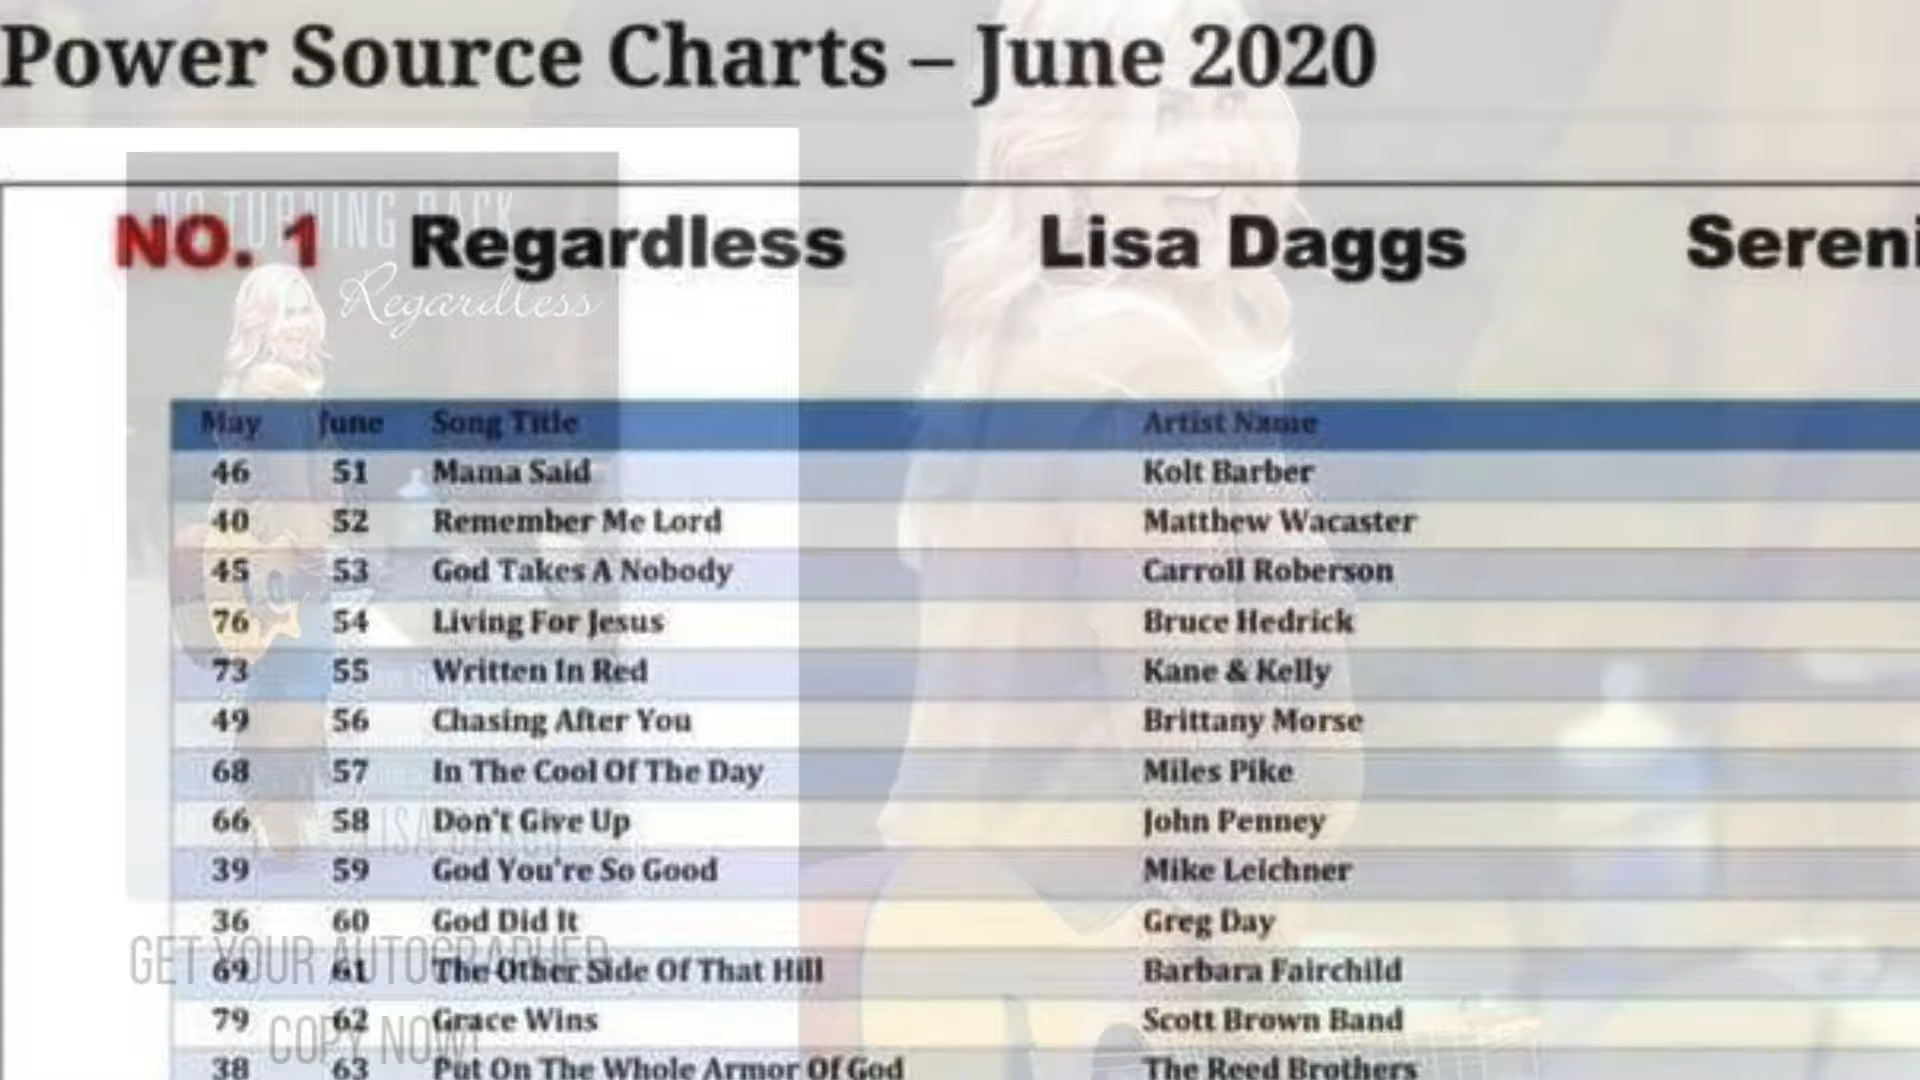 Power Source Charts – June 2020
NO. 1 Regardless Lisa Daggs Sereni
NO TURNING BACK
Regardless
May June Song Title Artist Name
46 51 Mama Said Kolt Barber
40 52 Remember Me Lord Matthew Wacaster
45 53 God Takes A Nobody Carroll Roberson
76 54 Living For Jesus Bruce Hedrick
73 55 Written In Red Kane & Kelly
49 56 Chasing After You Brittany Morse
68 57 In The Cool Of The Day Miles Pike
66 58 Don't Give Up John Penney
39 59 God You're So Good Mike Leichner
36 60 God Did It Greg Day
GET YOUR AUTOGRAPHED
69 61 The Other Side Of That Hill Barbara Fairchild
79 62 Grace Wins Scott Brown Band
COPY NOW!
38 63 Put On The Whole Armor Of God The Reed Brothers